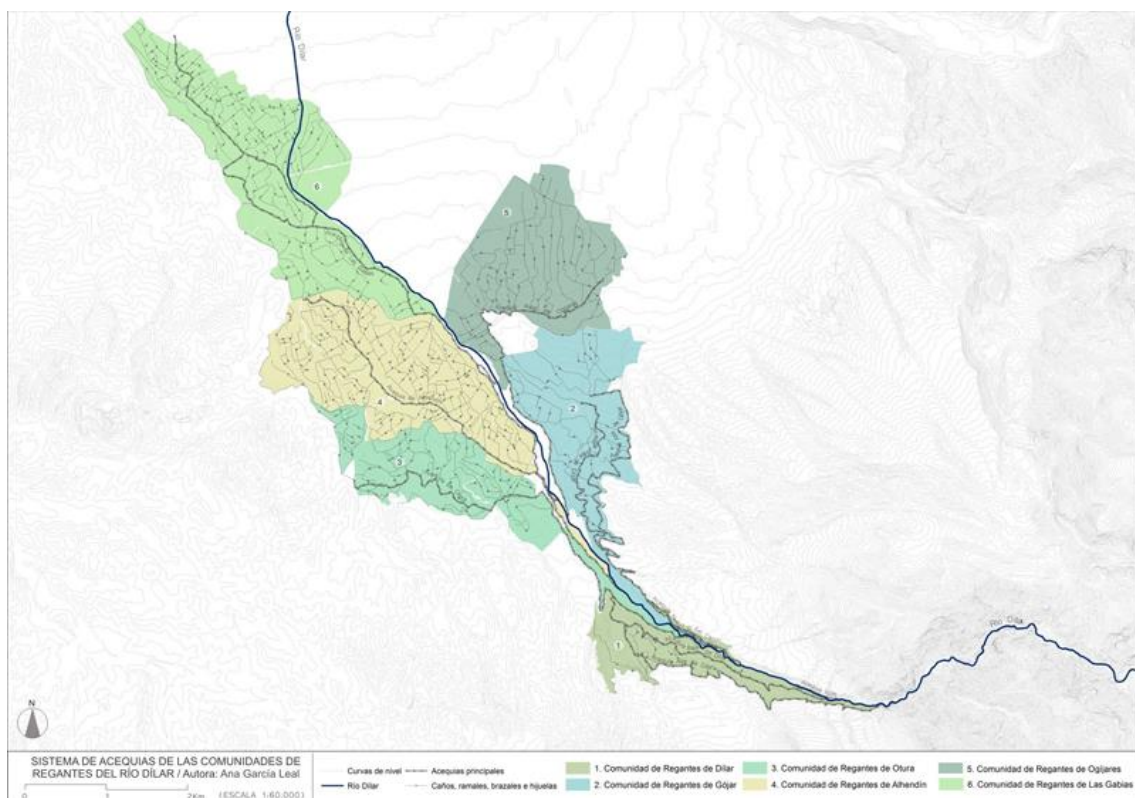 Río Dílar
6
5
4
2
3
1
Río Dílar
N
SISTEMA DE ACEQUIAS DE LAS COMUNIDADES DE
REGANTES DEL RÍO DÍLAR / Autora: Ana García Leal
0 1 2Km (ESCALA 1:60.000)
Curvas de nivel
Río Dílar
Acequias principales
Caños, ramales, brazales e hijuelas
1. Comunidad de Regantes de Dílar
2. Comunidad de Regantes de Gójar
3. Comunidad de Regantes de Otura
4. Comunidad de Regantes de Alhendín
5. Comunidad de Regantes de Ogíjares
6. Comunidad de Regantes de Las Gabias